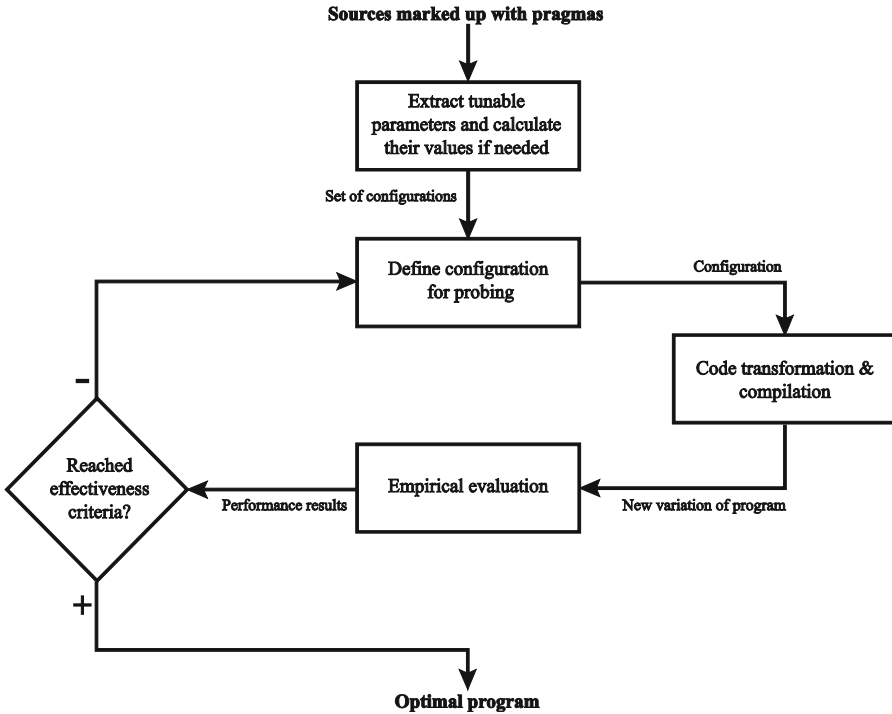 Sources marked up with pragmas
Extract tunable
parameters and calculate
their values if needed
Set of configurations
Define configuration
for probing
Configuration
Code transformation &
compilation
-
Reached
effectiveness
criteria?
Performance results
Empirical evaluation
New variation of program
+
Optimal program